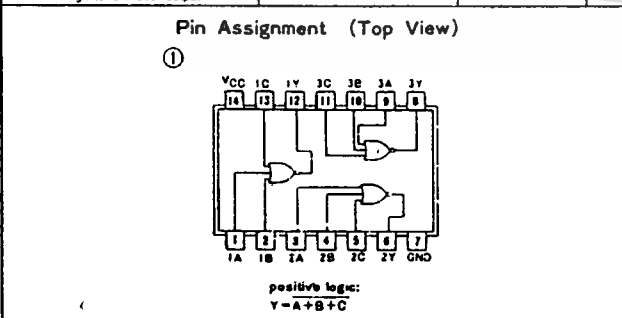 Pin Assignment (Top View)
①
VCC 1C 1Y 3C 3B 3A 3Y
14 13 12 11 10 9 8
1 2 3 4 5 6 7
1A 1B 2A 2B 2C 2Y GND
positive logic:
Y=A+B+C